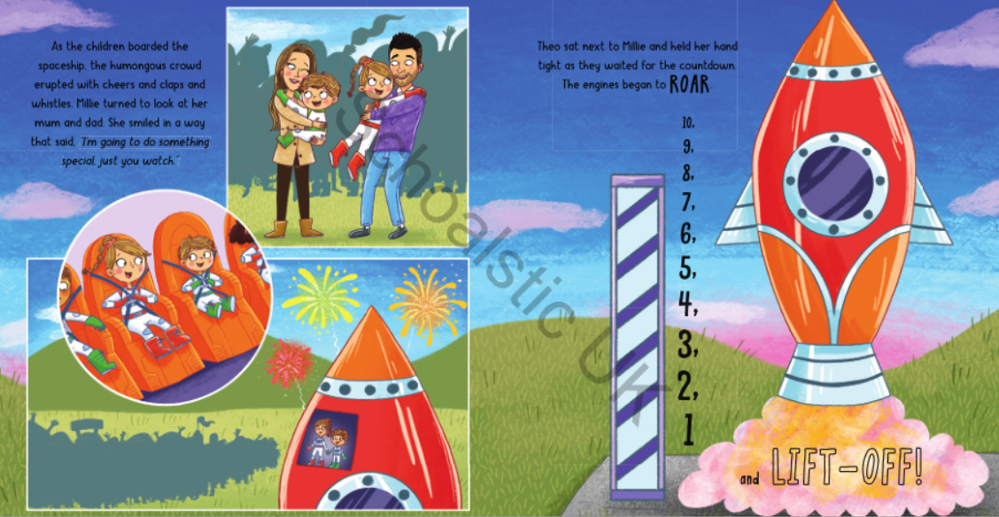 As the children boarded the
spaceship, the humongous crowd
erupted with cheers and claps and
whistles. Millie turned to look at her
mum and dad. She smiled in a way
that said, 'I'm going to do something
special, just you watch.'
Theo sat next to Millie and held her hand
tight as they waited for the countdown.
The engines began to ROAR.
10,
9,
8,
7,
6,
5,
4,
3,
2,
1
and LIFT-OFF!
Schoalstic UK